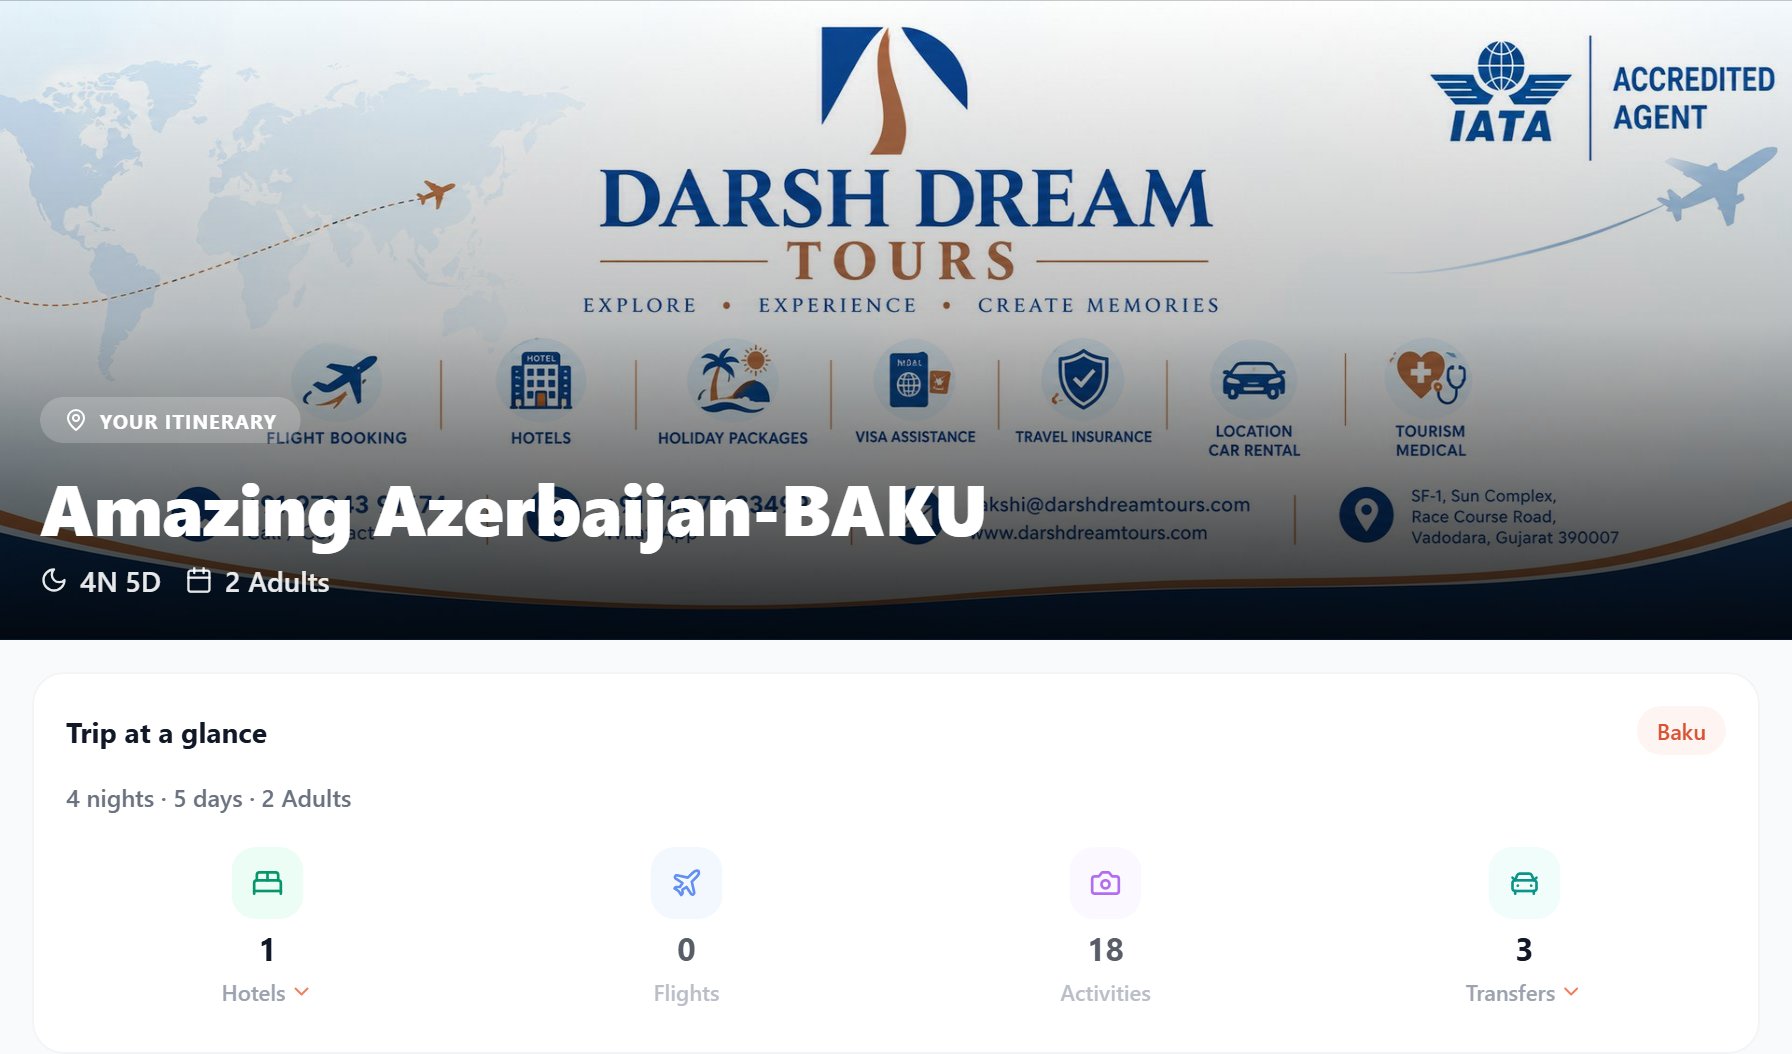 DARSH DREAM
TOURS
EXPLORE • EXPERIENCE • CREATE MEMORIES
IATA
ACCREDITED
AGENT
FLIGHT BOOKING
HOTEL
HOTELS
HOLIDAY PACKAGES
VISA ASSISTANCE
TRAVEL INSURANCE
LOCATION
CAR RENTAL
TOURISM
MEDICAL
YOUR ITINERARY
Amazing Azerbaijan-BAKU
www.darshdreamtours.com
SF-1, Sun Complex,
Race Course Road,
Vadodara, Gujarat 390007
4N 5D 2 Adults
Trip at a glance
Baku
4 nights · 5 days · 2 Adults
1
Hotels
0
Flights
18
Activities
3
Transfers